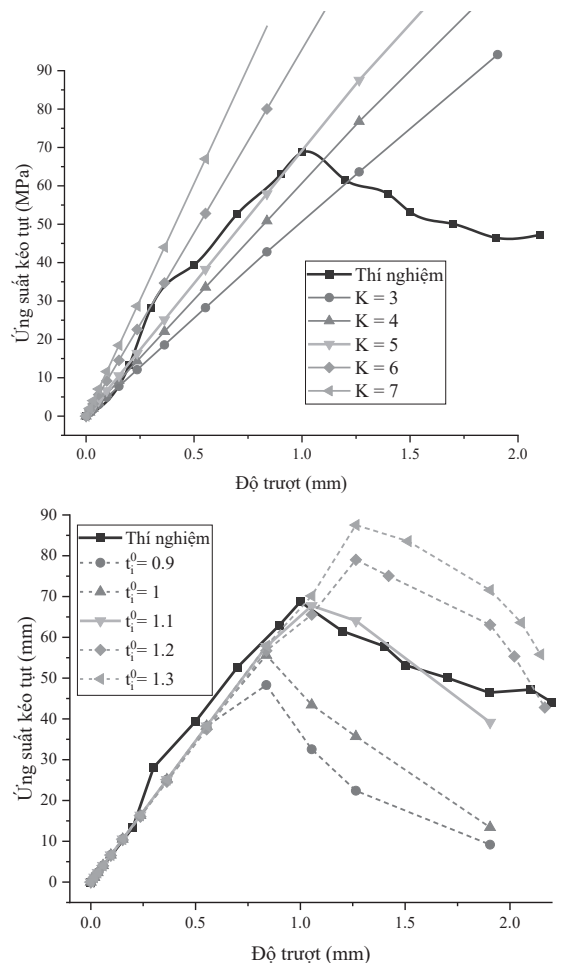 Ứng suất kéo tụt (MPa)
90
80
70
60
50
40
30
20
10
0
Thí nghiệm
K = 3
K = 4
K = 5
K = 6
K = 7
0.0 0.5 1.0 1.5 2.0
Độ trượt (mm)
Ứng suất kéo tụt (mm)
90
80
70
60
50
40
30
20
10
0
Thí nghiệm
t_i^0= 0.9
t_i^0= 1
t_i^0= 1.1
t_i^0= 1.2
t_i^0= 1.3
0.0 0.5 1.0 1.5 2.0
Độ trượt (mm)